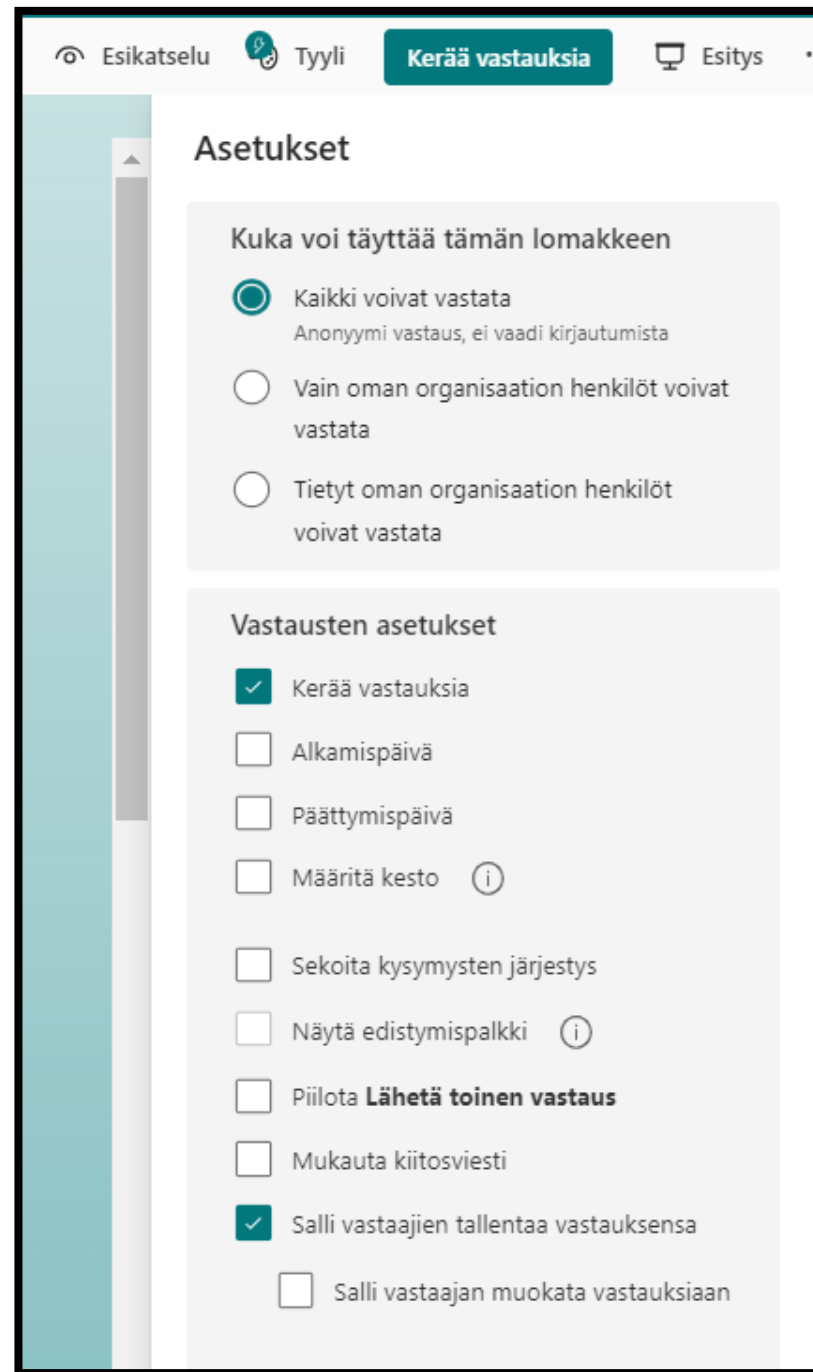 Esikatselu Tyyli Kerää vastauksia Esitys
Asetukset
Kuka voi täyttää tämän lomakkeen
Kaikki voivat vastata
Anonyymi vastaus, ei vaadi kirjautumista
Vain oman organisaation henkilöt voivat
vastata
Tietyt oman organisaation henkilöt
voivat vastata
Vastausten asetukset
Kerää vastauksia
Alkamispäivä
Päättymispäivä
Määritä kesto
Sekoita kysymysten järjestys
Näytä edistymispalkki
Piilota Lähetä toinen vastaus
Mukauta kiitosviesti
Salli vastaajien tallentaa vastauksensa
Salli vastaajan muokata vastauksiaan